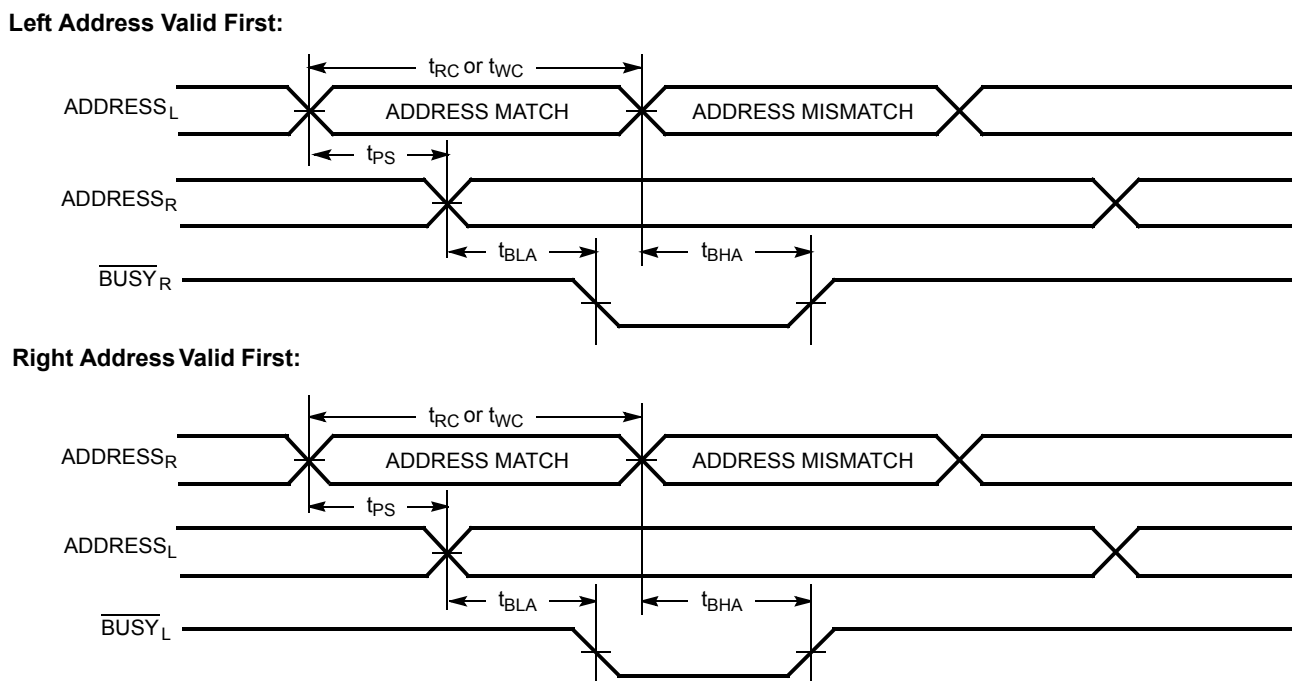 Left Address Valid First:
tRC or tWC
ADDRESSL
ADDRESS MATCH
ADDRESS MISMATCH
tPS
ADDRESSR
tBLA
tBHA
BUSYR
Right Address Valid First:
tRC or tWC
ADDRESSR
ADDRESS MATCH
ADDRESS MISMATCH
tPS
ADDRESSL
tBLA
tBHA
BUSYL